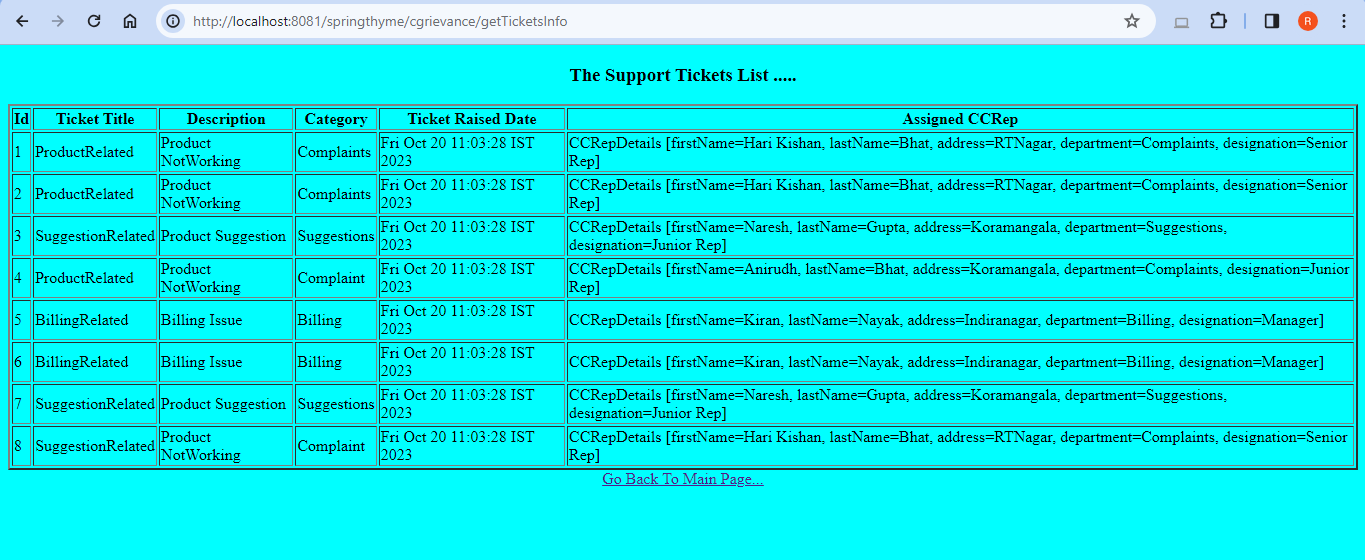 http://localhost:8081/springthyme/cgrievance/getTicketsInfo
R
The Support Tickets List .....
Id Ticket Title Description Category Ticket Raised Date Assigned CCRep
1 ProductRelated Product NotWorking Complaints Fri Oct 20 11:03:28 IST 2023 CCRepDetails [firstName=Hari Kishan, lastName=Bhat, address=RTNagar, department=Complaints, designation=Senior Rep]
2 ProductRelated Product NotWorking Complaints Fri Oct 20 11:03:28 IST 2023 CCRepDetails [firstName=Hari Kishan, lastName=Bhat, address=RTNagar, department=Complaints, designation=Senior Rep]
3 SuggestionRelated Product Suggestion Suggestions Fri Oct 20 11:03:28 IST 2023 CCRepDetails [firstName=Naresh, lastName=Gupta, address=Koramangala, department=Suggestions, designation=Junior Rep]
4 ProductRelated Product NotWorking Complaint Fri Oct 20 11:03:28 IST 2023 CCRepDetails [firstName=Anirudh, lastName=Bhat, address=Koramangala, department=Complaints, designation=Junior Rep]
5 BillingRelated Billing Issue Billing Fri Oct 20 11:03:28 IST 2023 CCRepDetails [firstName=Kiran, lastName=Nayak, address=Indiranagar, department=Billing, designation=Manager]
6 BillingRelated Billing Issue Billing Fri Oct 20 11:03:28 IST 2023 CCRepDetails [firstName=Kiran, lastName=Nayak, address=Indiranagar, department=Billing, designation=Manager]
7 SuggestionRelated Product Suggestion Suggestions Fri Oct 20 11:03:28 IST 2023 CCRepDetails [firstName=Naresh, lastName=Gupta, address=Koramangala, department=Suggestions, designation=Junior Rep]
8 SuggestionRelated Product NotWorking Complaint Fri Oct 20 11:03:28 IST 2023 CCRepDetails [firstName=Hari Kishan, lastName=Bhat, address=RTNagar, department=Complaints, designation=Senior Rep]
Go Back To Main Page...